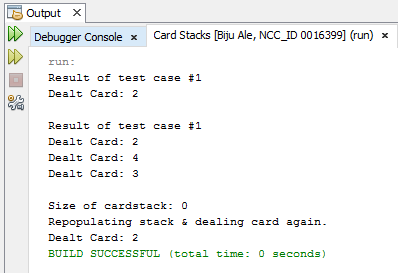 Output
Debugger Console
Card Stacks [Biju Ale, NCC_ID 0016399] (run)
run:
Result of test case #1
Dealt Card: 2
Result of test case #1
Dealt Card: 2
Dealt Card: 4
Dealt Card: 3
Size of cardstack: 0
Repopulating stack & dealing card again.
Dealt Card: 2
BUILD SUCCESSFUL (total time: 0 seconds)